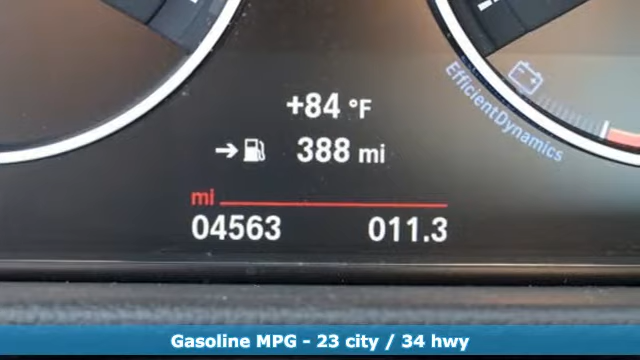 +84 °F
EfficientDynamics
→ 388 mi
mi
04563 011.3
Gasoline MPG - 23 city / 34 hwy